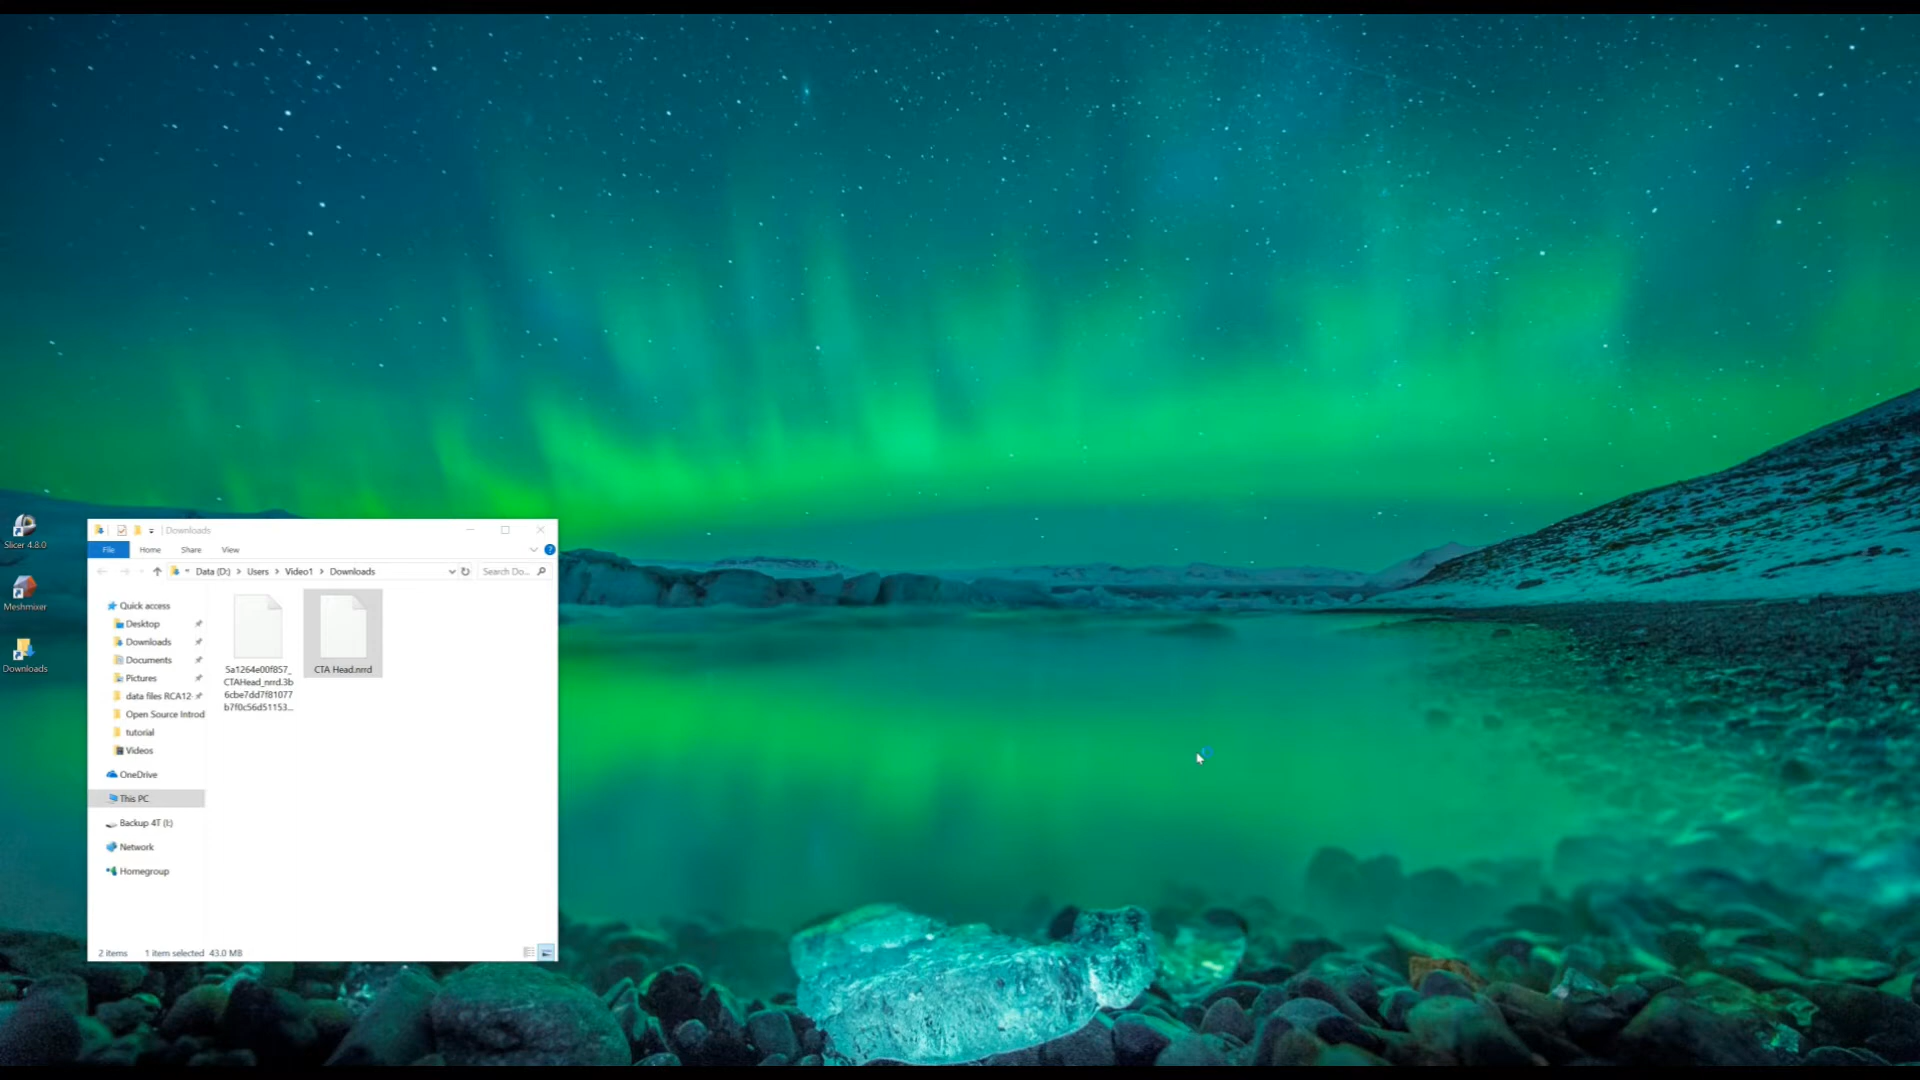 Slicer 4.8.0
Meshmixer
Downloads
Downloads
File Home Share View
Data (D:) > Users > Video1 > Downloads
Search Do...
Quick access
Desktop
Downloads
Documents
Pictures
data files RCA12-
Open Source Introd
tutorial
Videos
OneDrive
This PC
Backup 4T (I:)
Network
Homegroup
5a1264e00f857_
CTAHead_nrrd.3b
6cbe7dd7f81077
b7f0c56d51153...
CTA Head.nrrd
2 items 1 item selected 43.0 MB